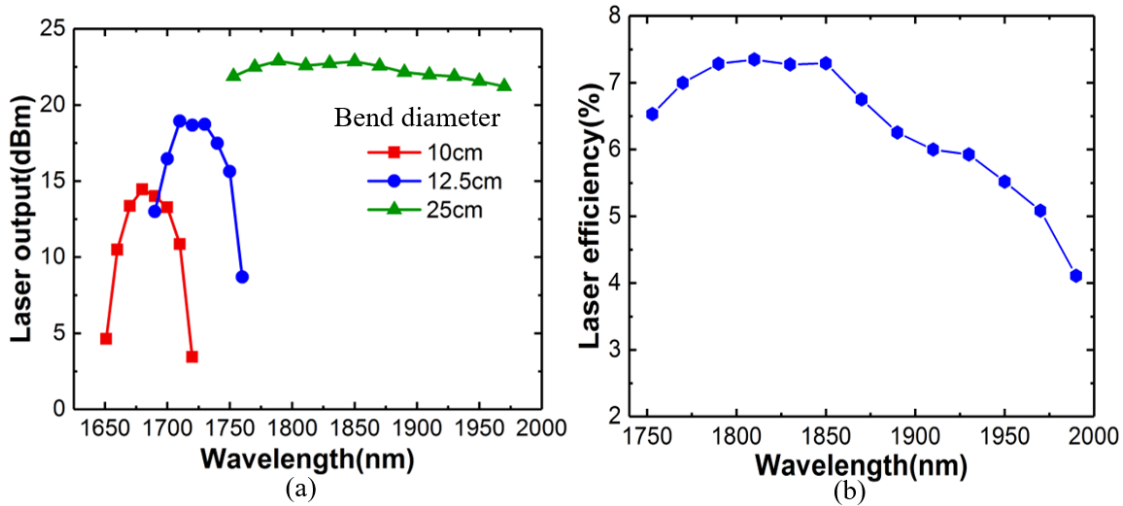 25
20
15
10
5
0
Laser output(dBm)
Bend diameter
10cm
12.5cm
25cm
1650 1700 1750 1800 1850 1900 1950 2000
Wavelength(nm)
(a)
8
7
6
5
4
3
2
Laser efficiency(%)
1750 1800 1850 1900 1950 2000
Wavelength(nm)
(b)